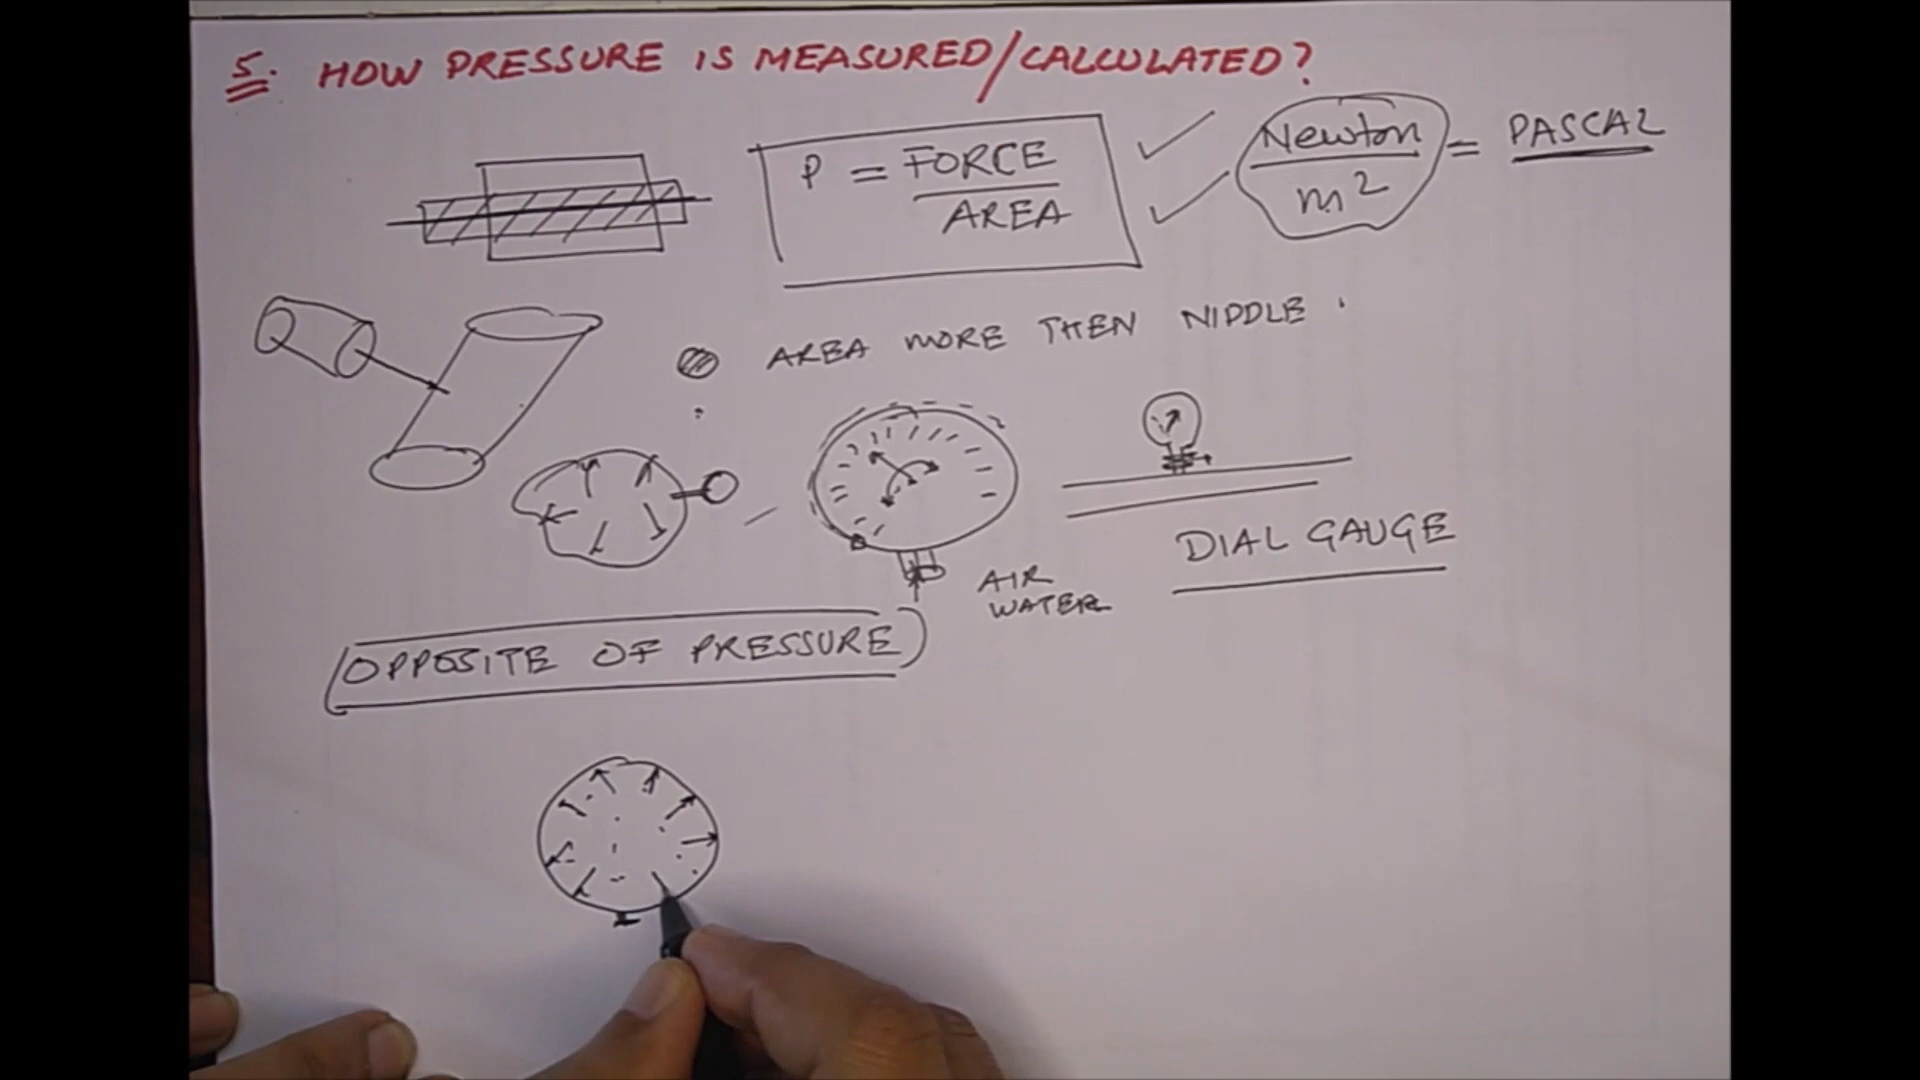 5. HOW PRESSURE IS MEASURED/CALCULATED?
P = FORCE
AREA
Newton
m2
= PASCAL
AREA MORE THEN NIDDLE .
DIAL GAUGE
AIR
WATER
OPPOSITE OF PRESSURE